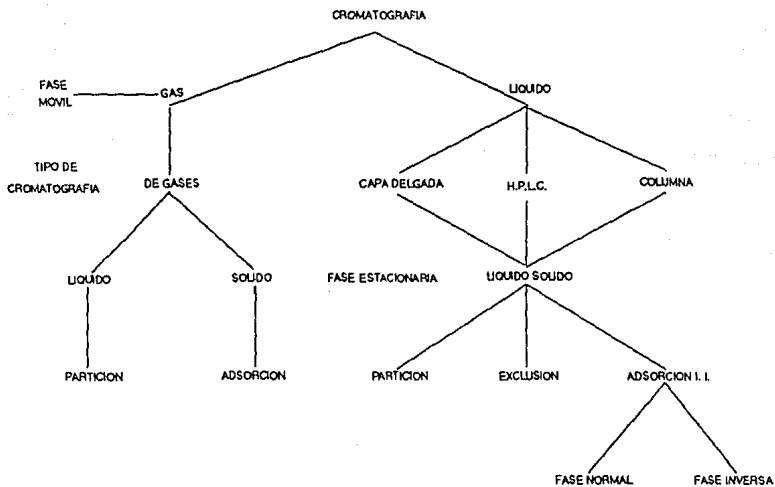 CROMATOGRAFIA
FASE
MOVIL
GAS
LIQUIDO
TIPO DE
CROMATOGRAFIA
DE GASES
CAPA DELGADA
H.P.L.C.
COLUMNA
LIQUIDO
SOLIDO
FASE ESTACIONARIA
LIQUIDO SOLIDO
PARTICION
ADSORCION
PARTICION
EXCLUSION
ADSORCION I. I.
FASE NORMAL
FASE INVERSA